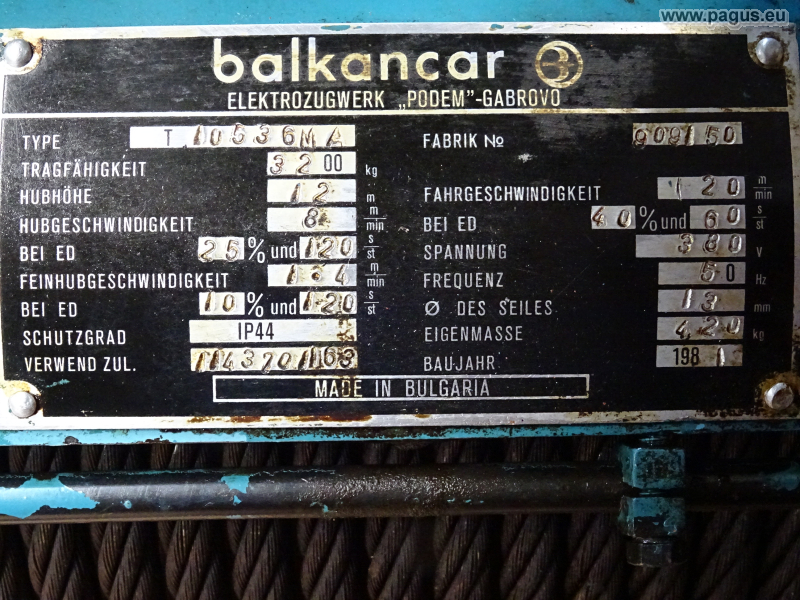 www.pagus.eu
balkancar
ELEKTROZUGWERK „PODEM"-GABROVO
TYPE T 10536MA
TRAGFÄHIGKEIT 3200 kg
HUBHÖHE 12 m
HUBGESCHWINDIGKEIT 8 m/min
BEI ED 25 % und 120 s/st
FEINHUBGESCHWINDIGKEIT m/min
BEI ED 10 % und 120 s/st
SCHUTZGRAD IP44
VERWEND ZUL.
FABRIK № 909150
FAHRGESCHWINDIGKEIT 20 m/min
BEI ED 40 % und 60 s/st
SPANNUNG 380 V
FREQUENZ 50 Hz
Ø DES SEILES 13 mm
EIGENMASSE 420 kg
BAUJAHR 1981
MADE IN BULGARIA